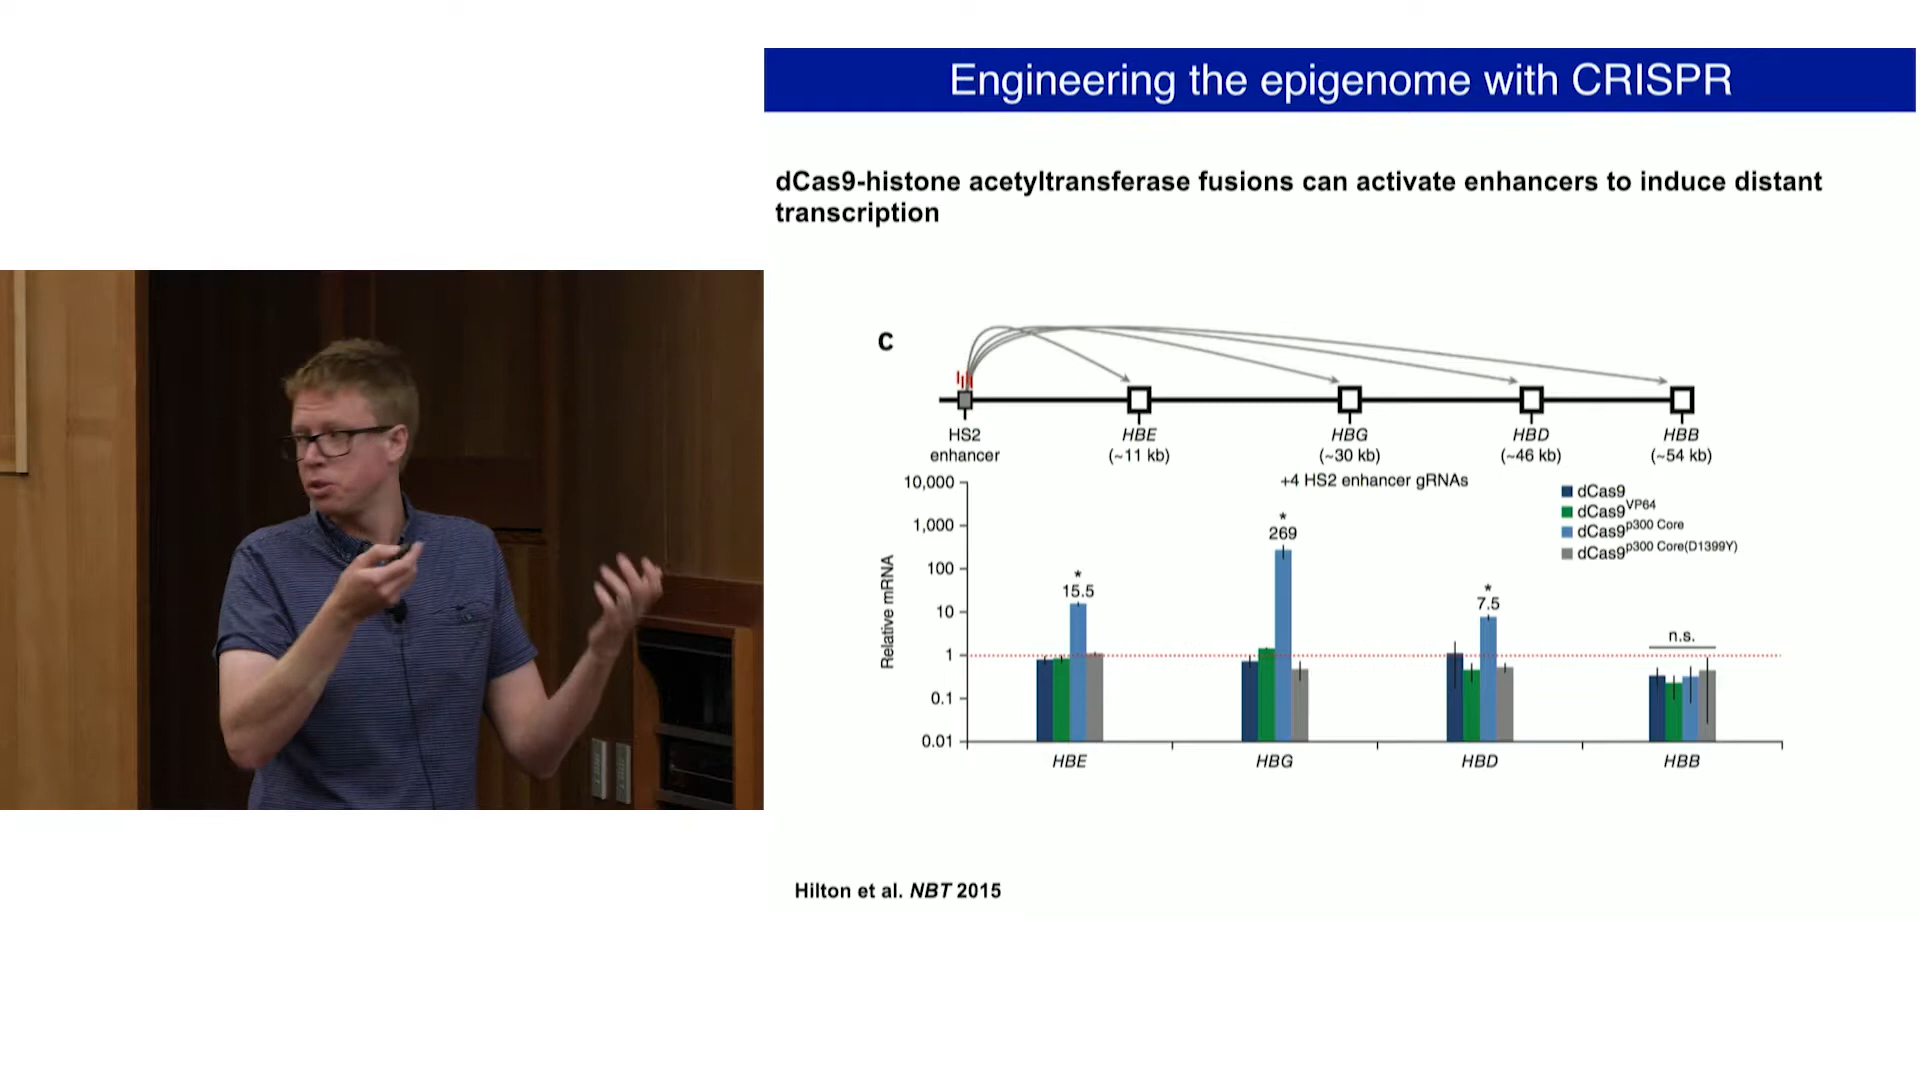 Engineering the epigenome with CRISPR
dCas9-histone acetyltransferase fusions can activate enhancers to induce distant
transcription
C
HS2
enhancer
HBE
(~11 kb)
HBG
(~30 kb)
HBD
(~46 kb)
HBB
(~54 kb)
+4 HS2 enhancer gRNAs
dCas9
dCas9VP64
dCas9p300 Core
dCas9p300 Core(D1399Y)
Relative mRNA
10,000
1,000
100
10
1
0.1
0.01
*
15.5
*
269
*
7.5
n.s.
HBE
HBG
HBD
HBB
Hilton et al. NBT 2015